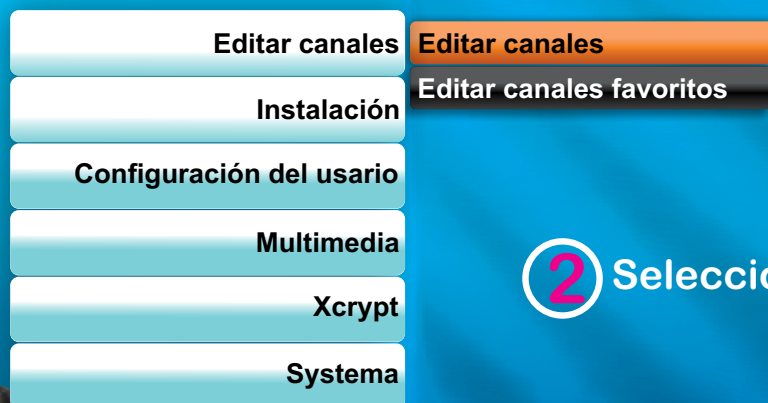 Editar canales
Editar canales
Editar canales favoritos
Instalación
Configuración del usario
Multimedia
2
Xcrypt
Systema